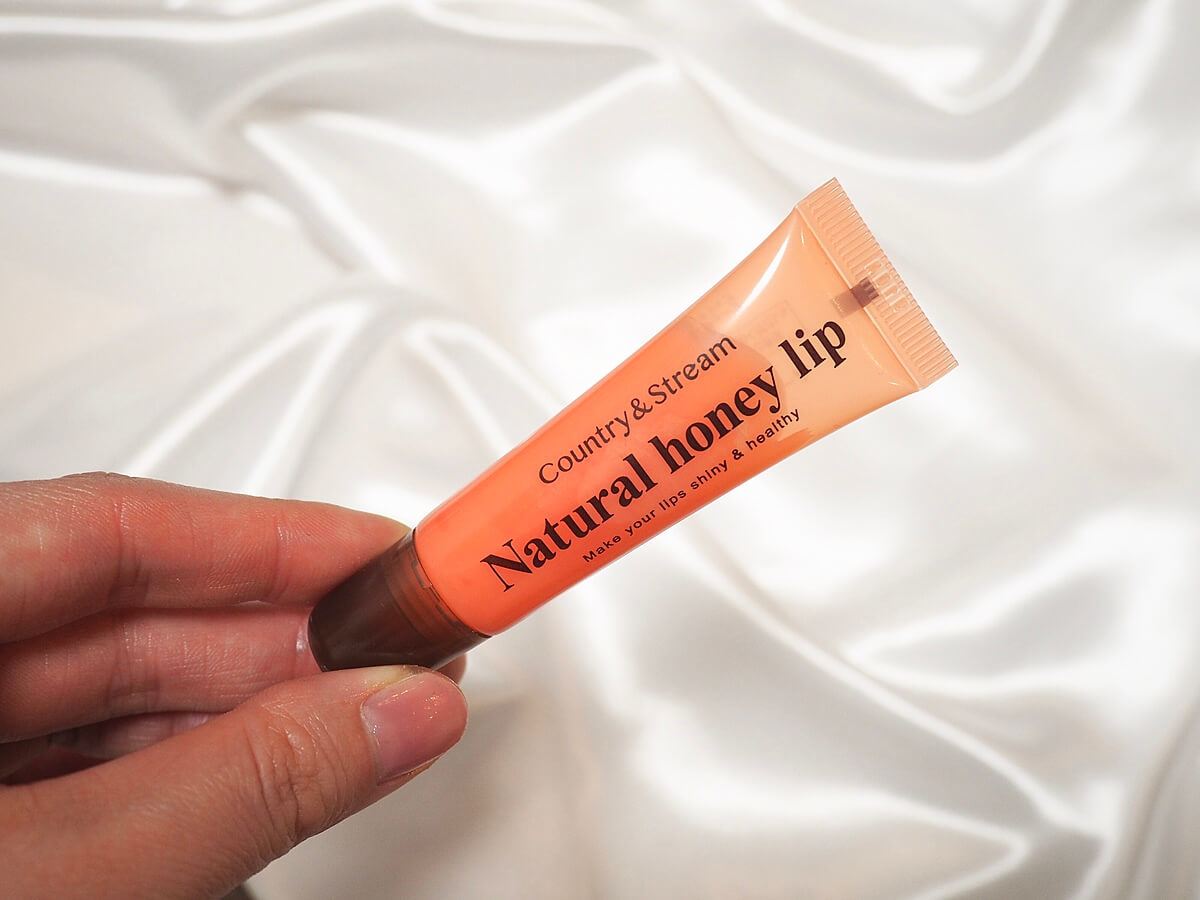 Country&Stream
Natural honey lip
Make your lips shiny & healthy